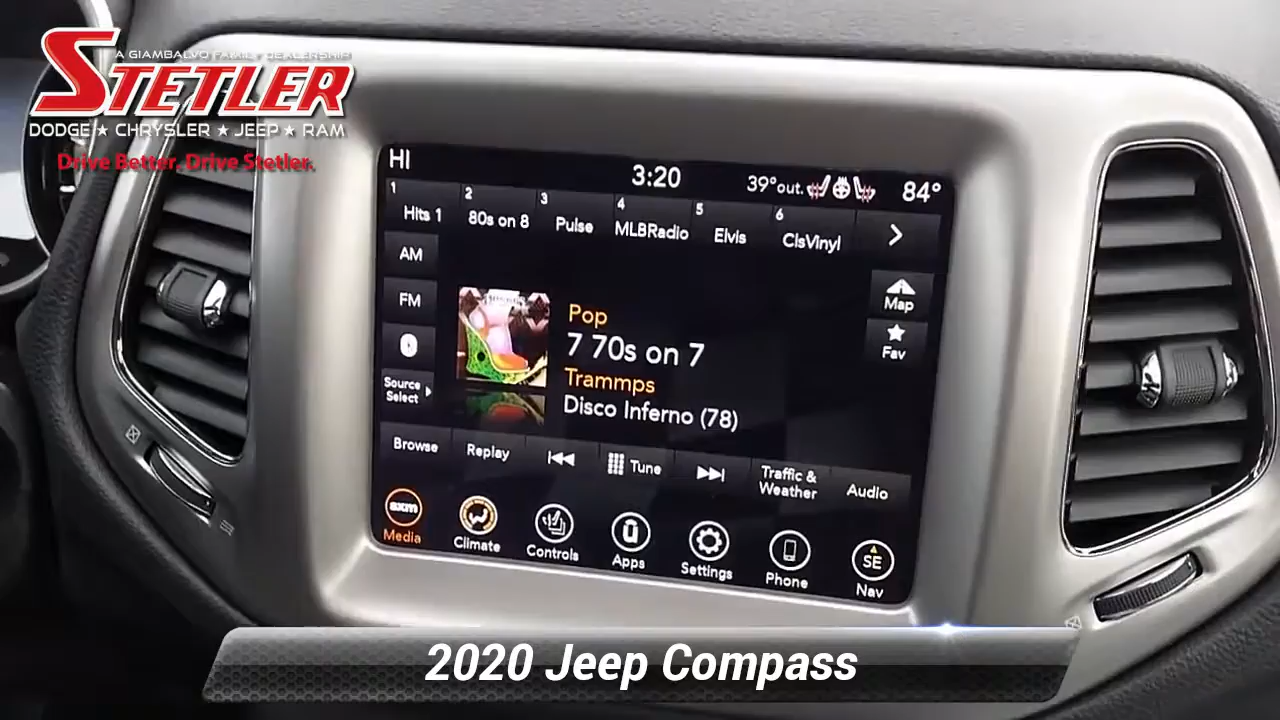 A GIAMBALVO FAMILY DEALERSHIP
STETLER
DODGE ★ CHRYSLER ★ JEEP ★ RAM
Drive Better. Drive Stetler.
HI 3:20 39°out. 84°
1 Hits 1 2 80s on 8 3 Pulse 4 MLBRadio 5 Elvis 6 ClsVinyl
AM
FM
Source
Select
Map
Fav
Pop
7 70s on 7
Trammps
Disco Inferno (78)
Browse Replay Tune Traffic &
Weather Audio
sxm SE
Media Climate Controls Apps Settings Phone Nav
2020 Jeep Compass